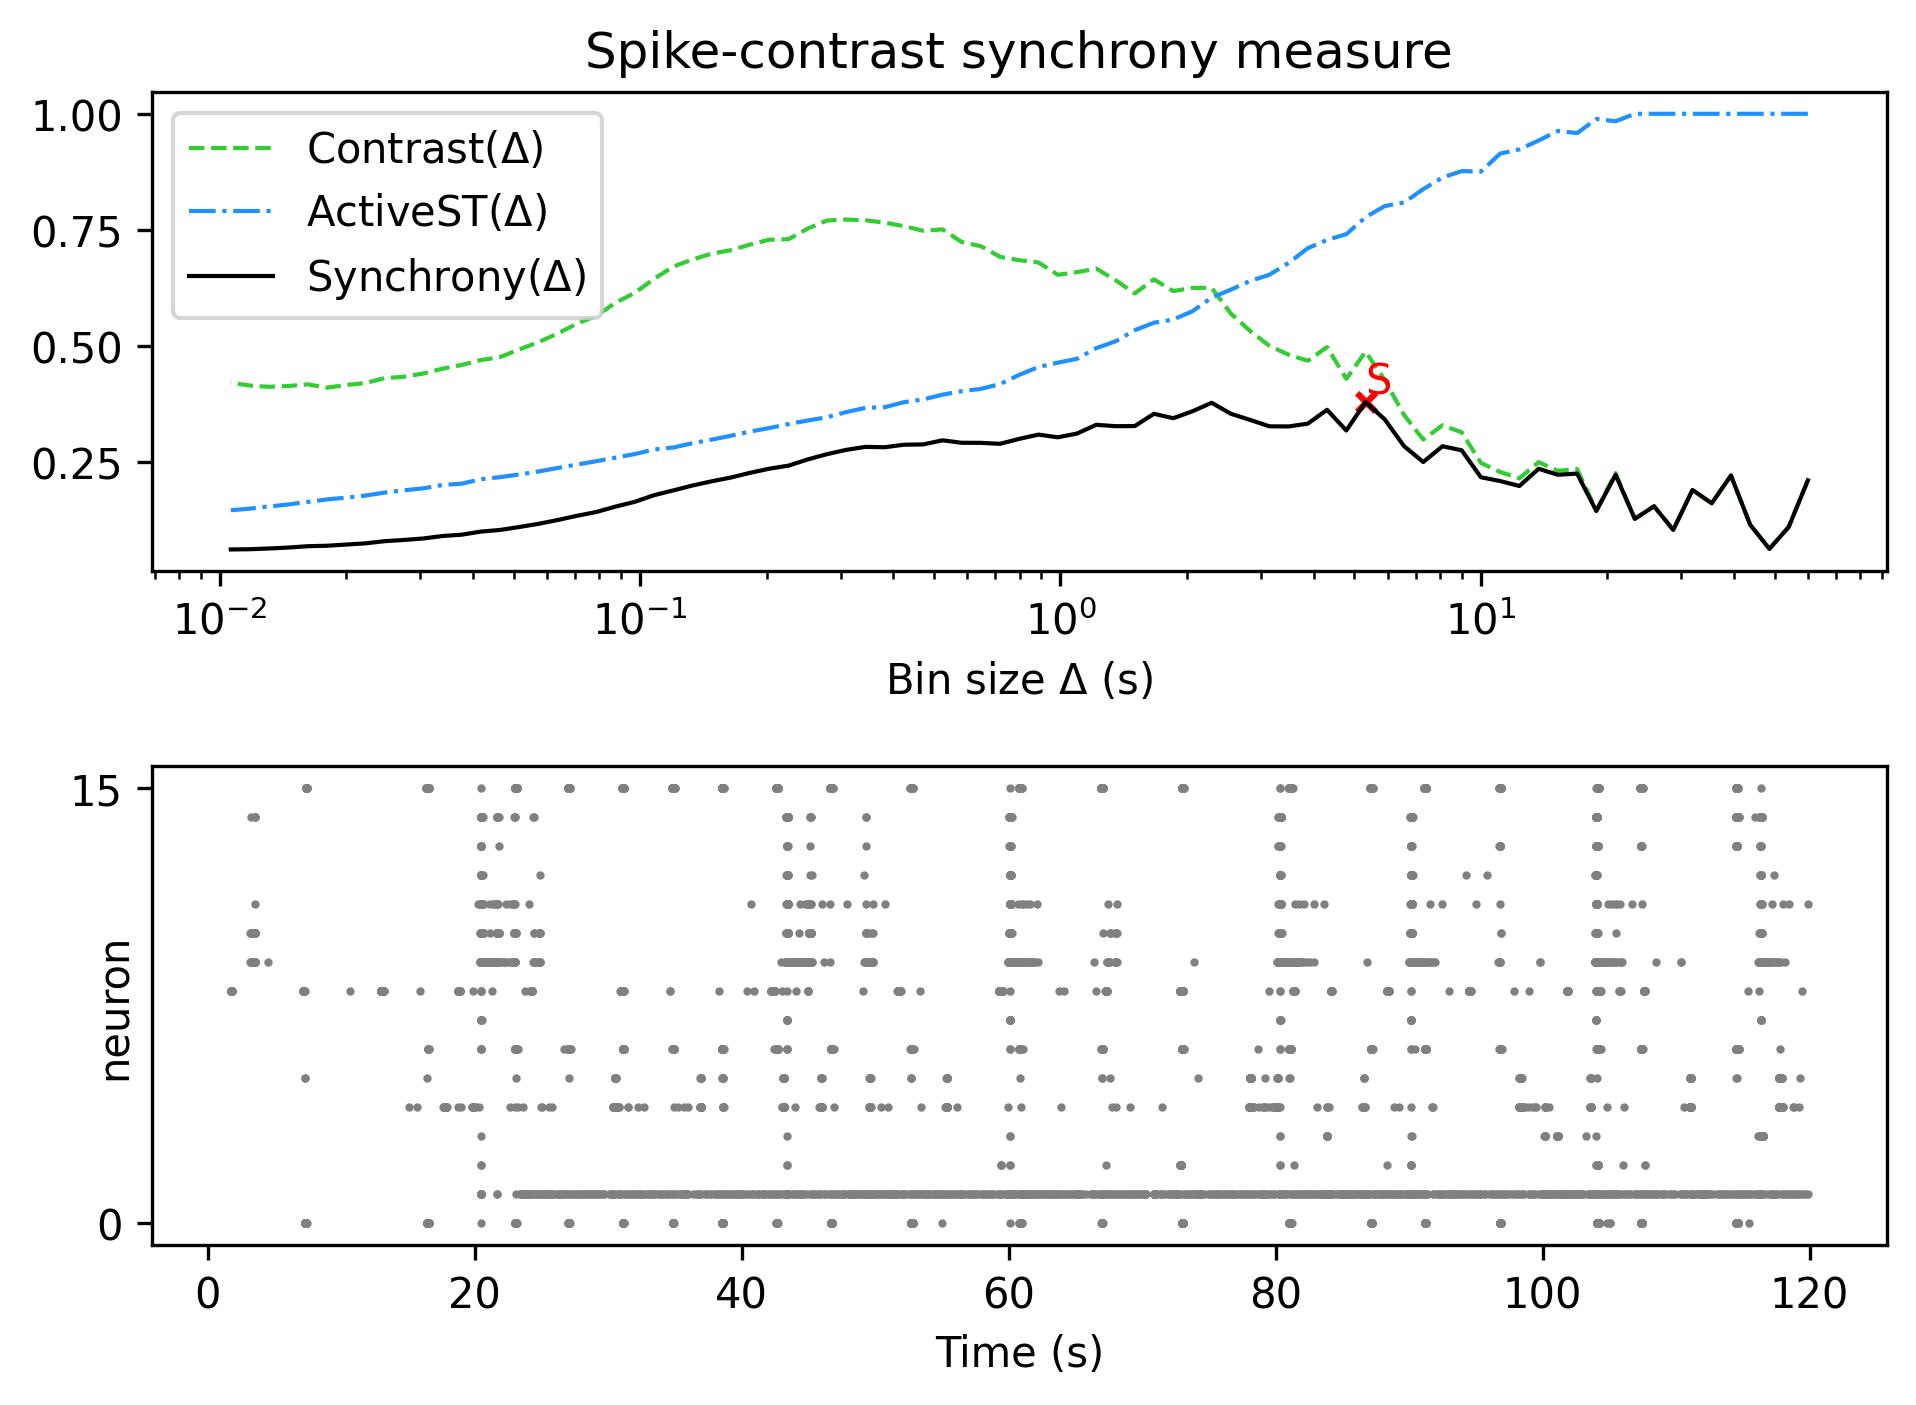 Spike-contrast synchrony measure
1.00
0.75
0.50
0.25
Contrast(Δ)
ActiveST(Δ)
Synchrony(Δ)
S
10⁻² 10⁻¹ 10⁰ 10¹
Bin size Δ (s)
15
0
neuron
0 20 40 60 80 100 120
Time (s)